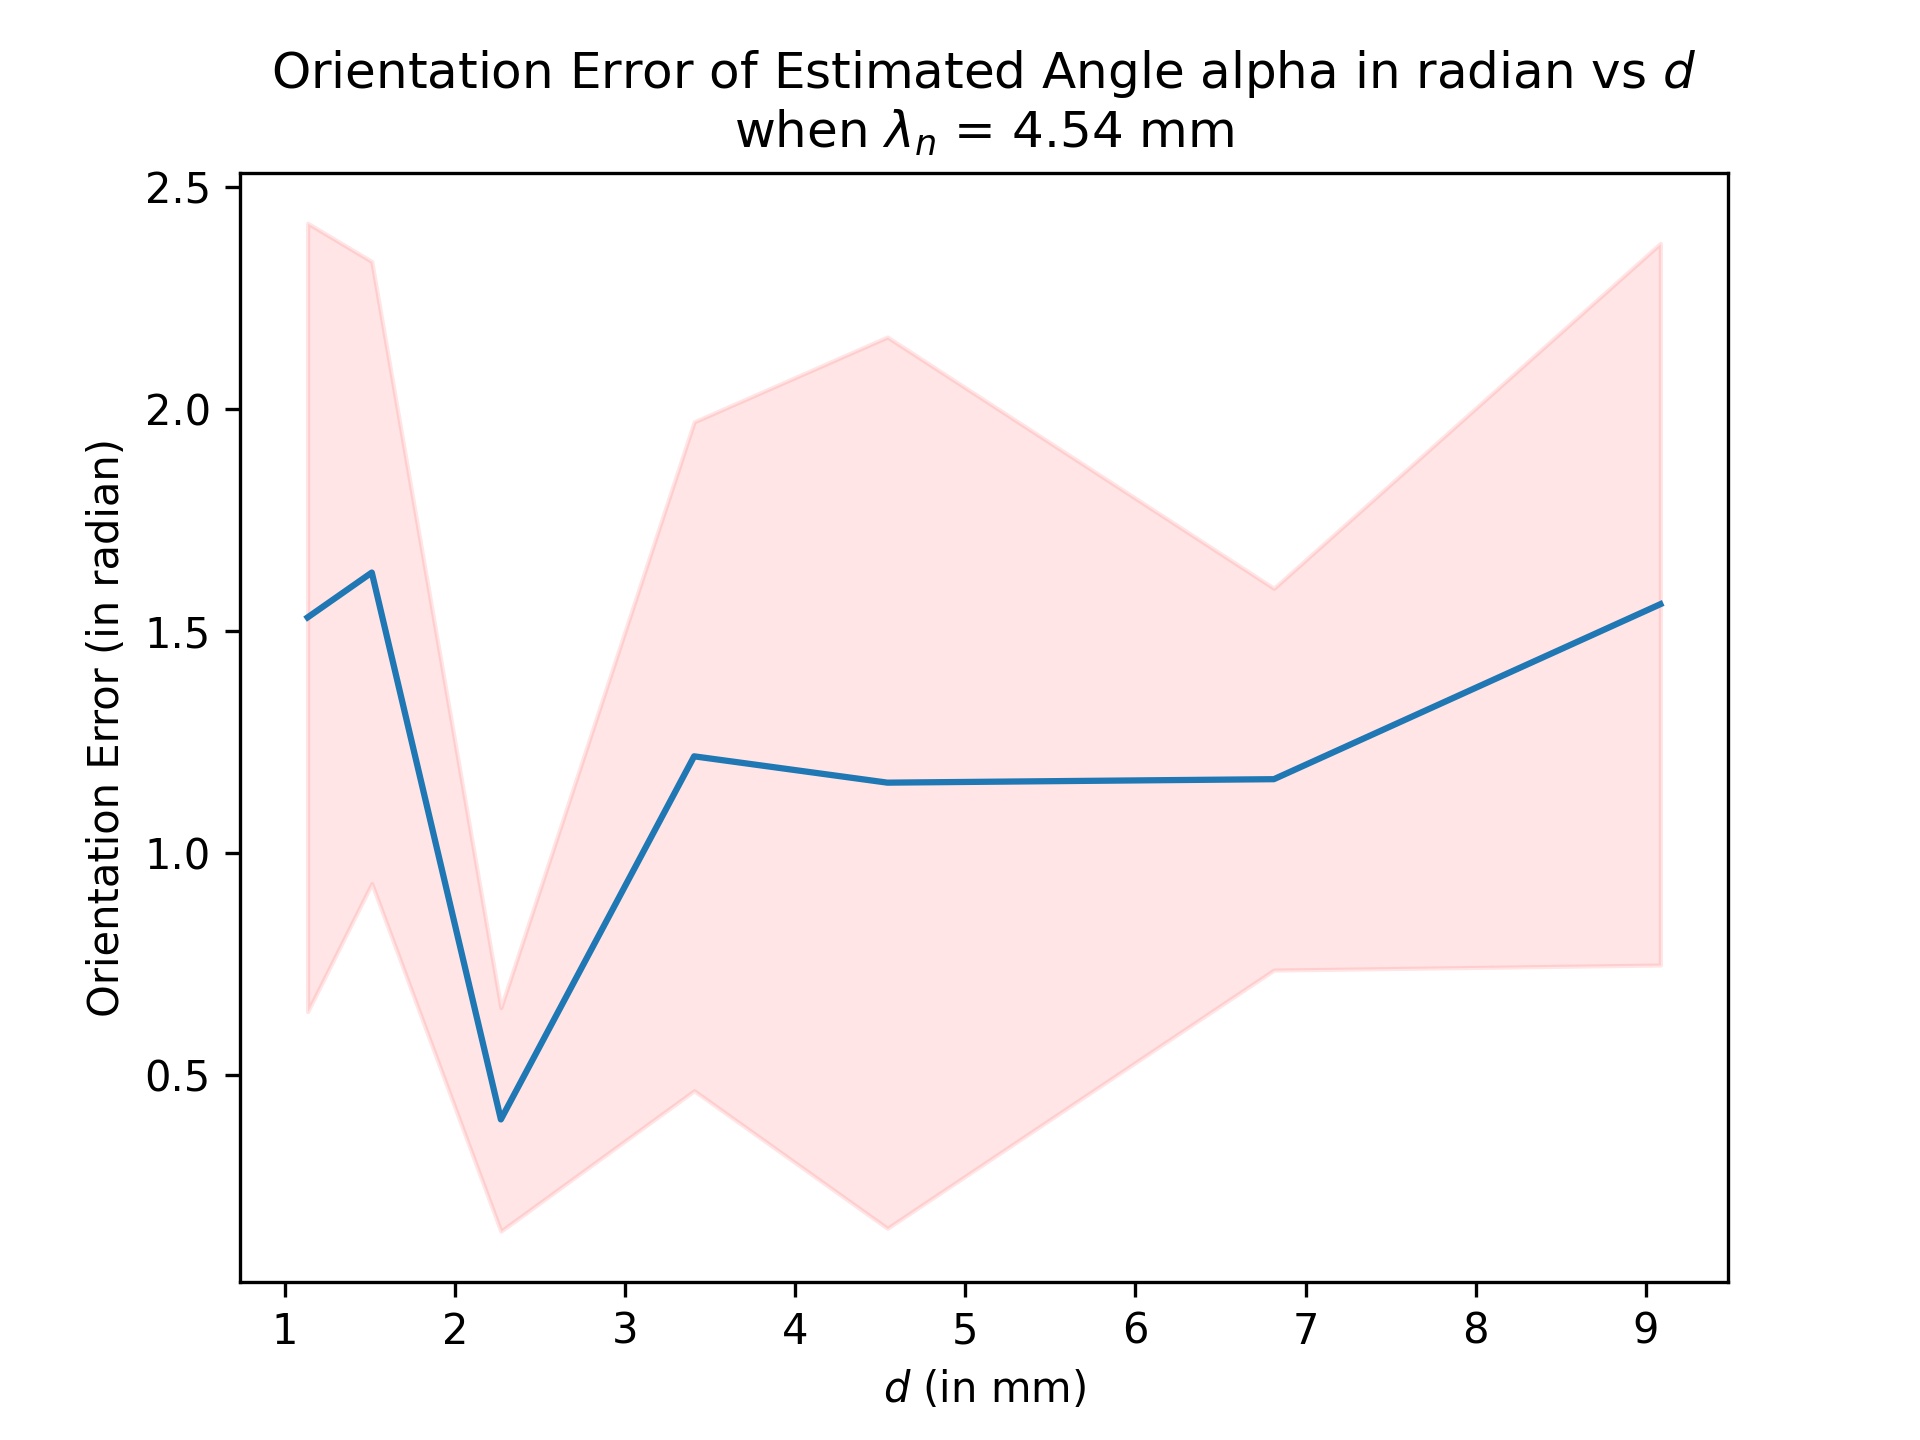 Orientation Error of Estimated Angle alpha in radian vs d
when λn = 4.54 mm
2.5
2.0
1.5
1.0
0.5
Orientation Error (in radian)
1 2 3 4 5 6 7 8 9
d (in mm)